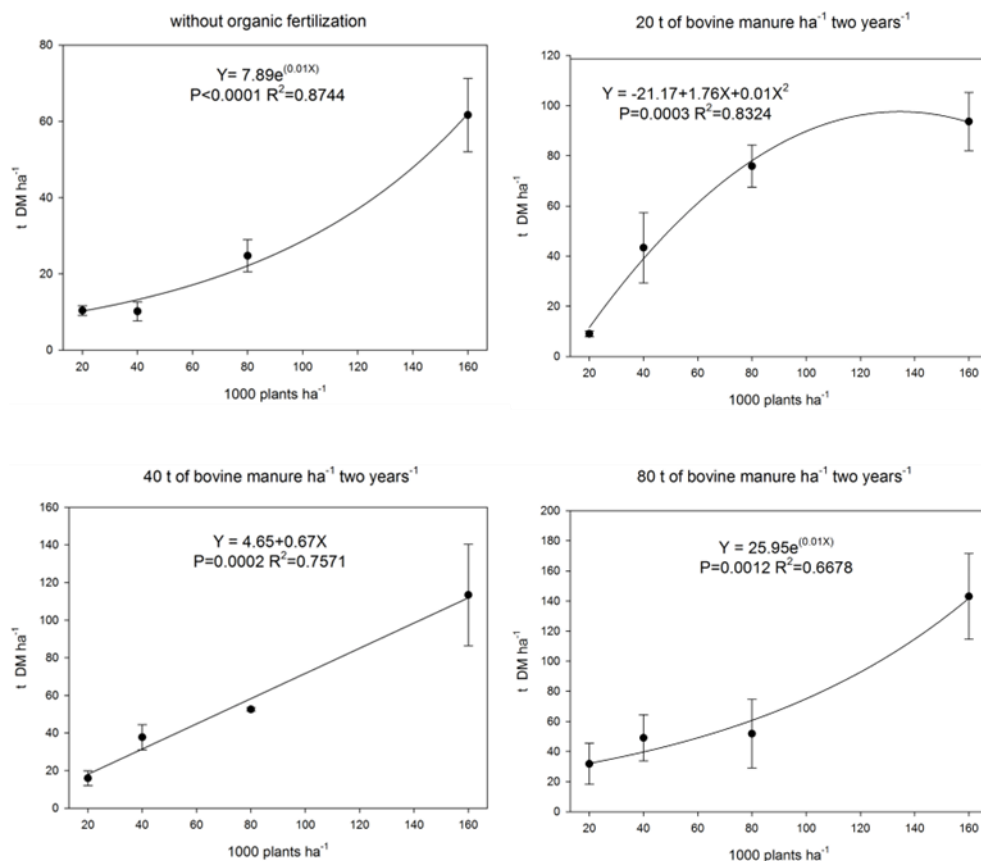 without organic fertilization
Y= 7.89e^(0.01X)
P<0.0001 R²=0.8744
t DM ha⁻¹
80
60
40
20
0
20 40 60 80 100 120 140 160
1000 plants ha⁻¹
20 t of bovine manure ha⁻¹ two years⁻¹
Y = -21.17+1.76X+0.01X²
P=0.0003 R²=0.8324
t DM ha⁻¹
120
100
80
60
40
20
0
20 40 60 80 100 120 140 160
1000 plants ha⁻¹
40 t of bovine manure ha⁻¹ two years⁻¹
Y = 4.65+0.67X
P=0.0002 R²=0.7571
t DM ha⁻¹
160
140
120
100
80
60
40
20
0
20 40 60 80 100 120 140 160
1000 plants ha⁻¹
80 t of bovine manure ha⁻¹ two years⁻¹
Y = 25.95e^(0.01X)
P=0.0012 R²=0.6678
t DM ha⁻¹
200
180
160
140
120
100
80
60
40
20
0
20 40 60 80 100 120 140 160
1000 plants ha⁻¹